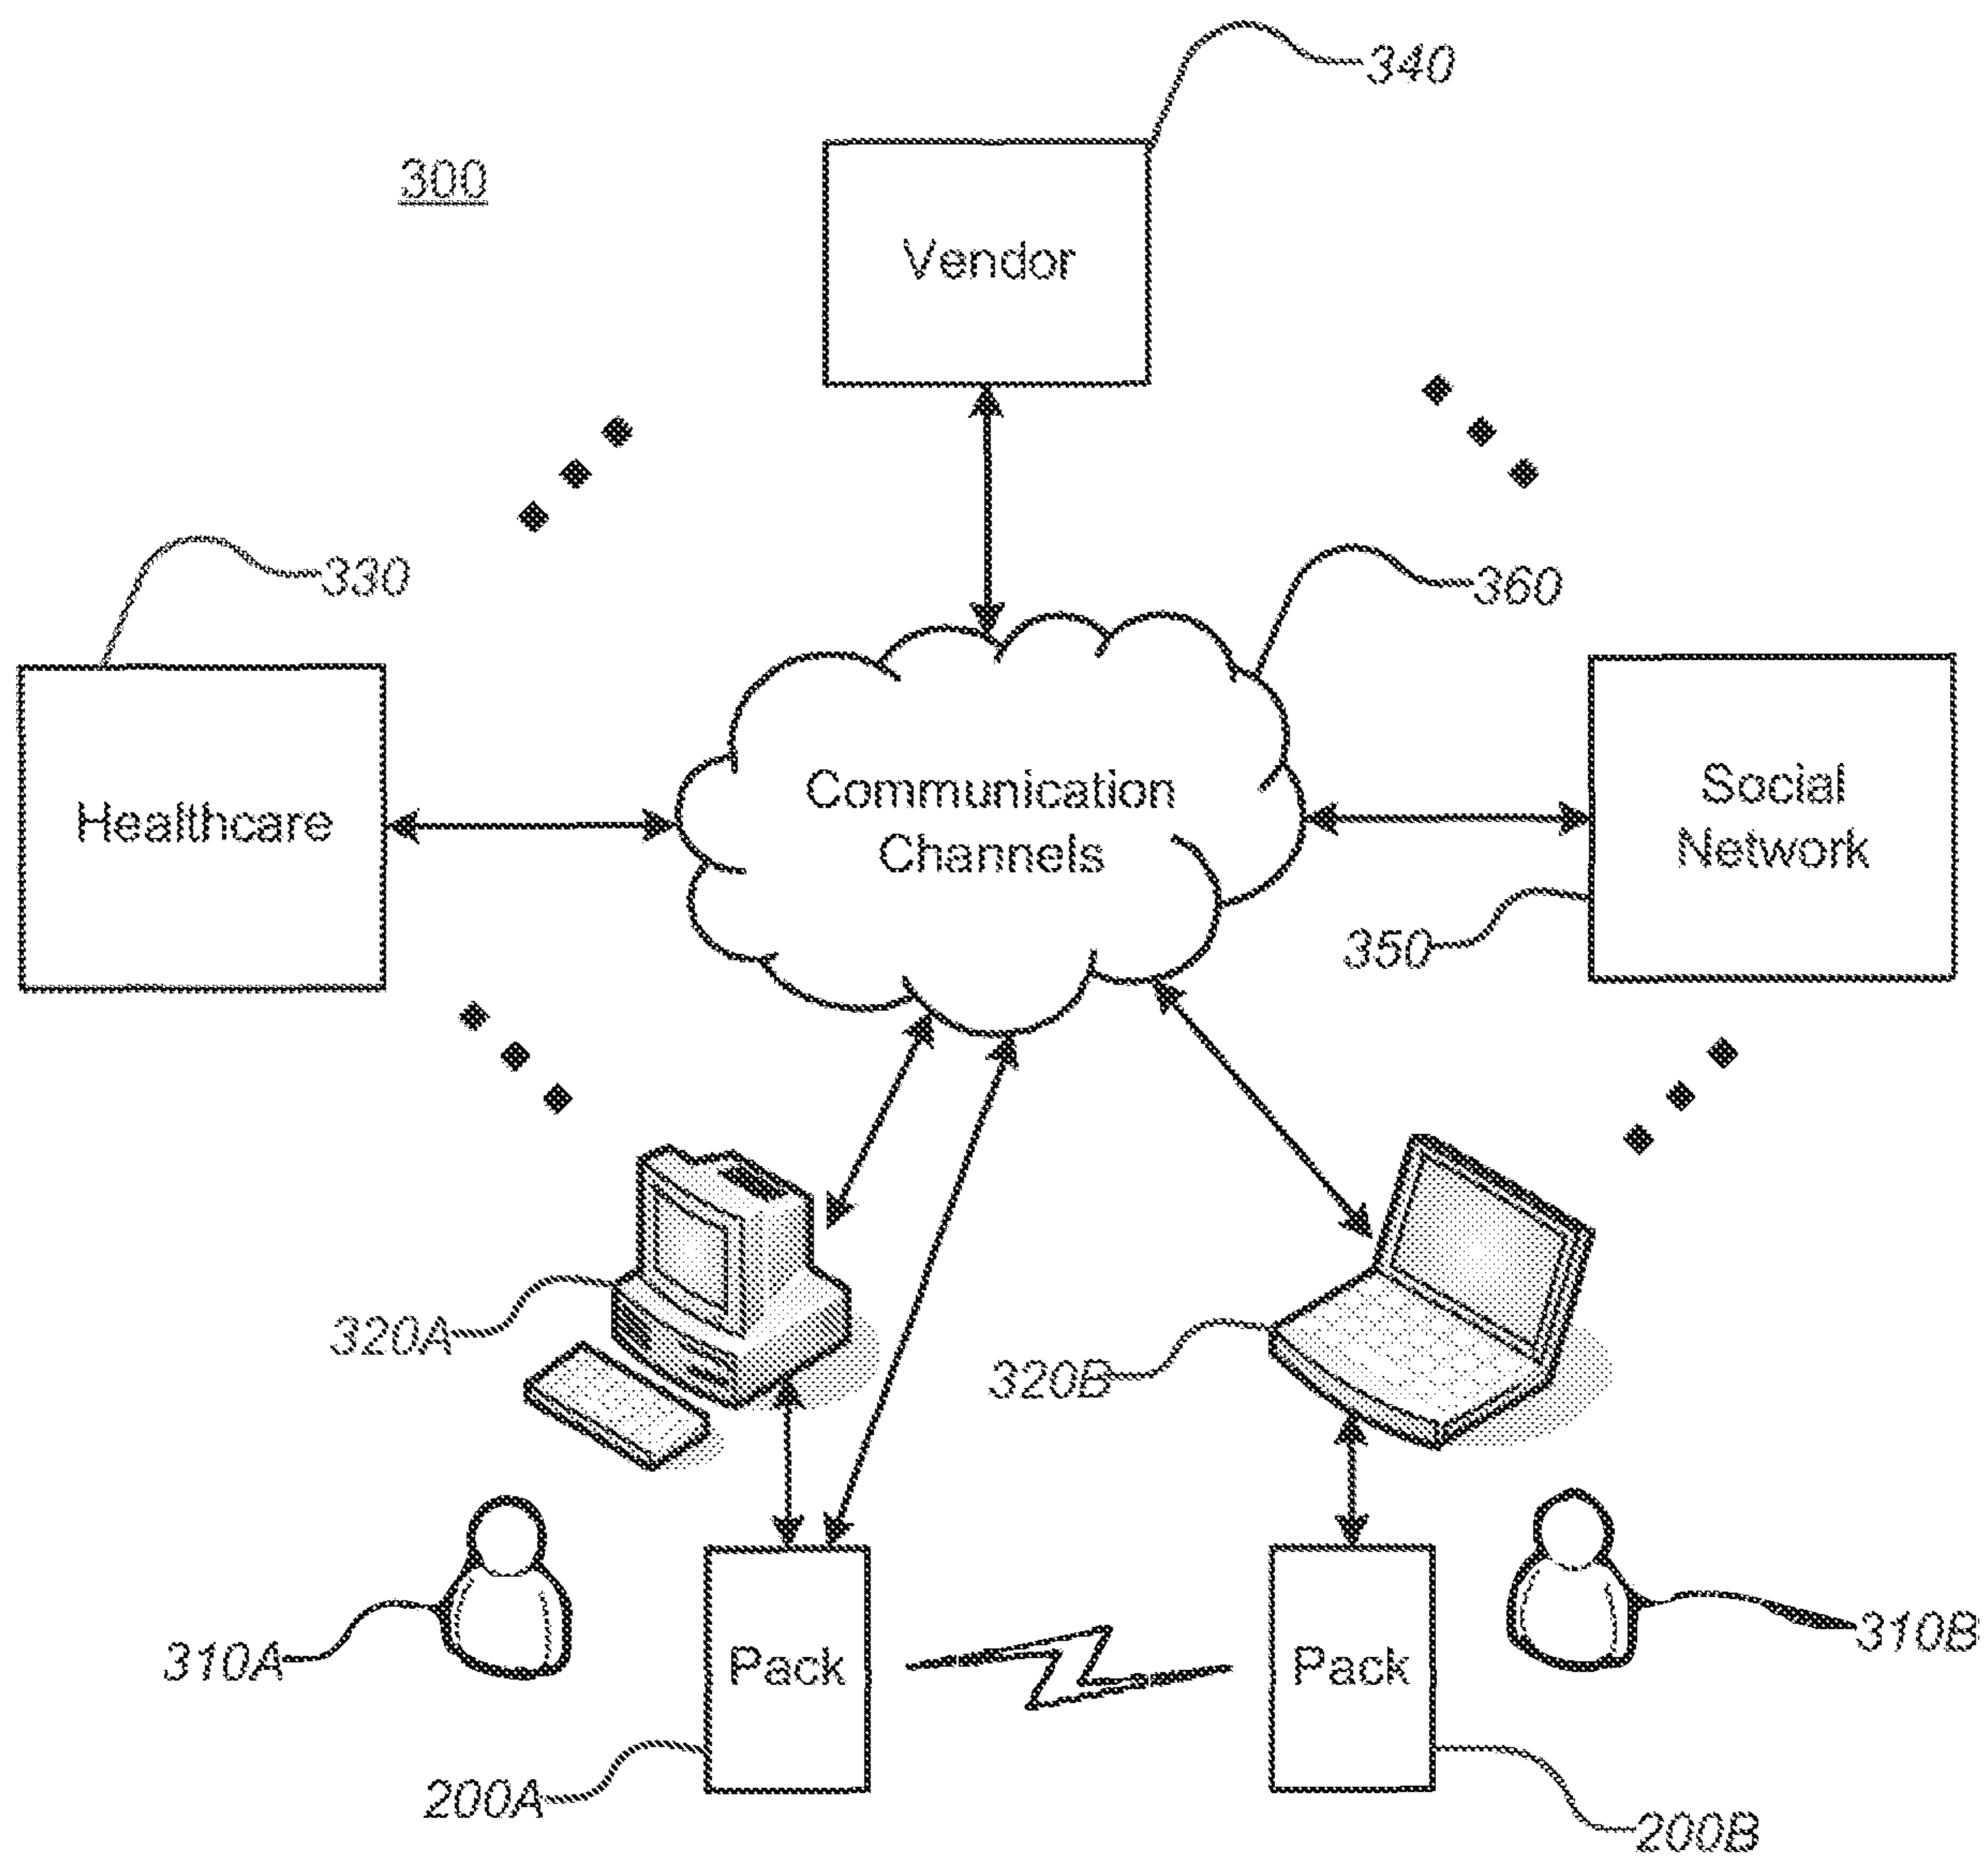 340
300
Vendor
330
360
Communication
Channels
Healthcare
Social
Network
350
320A
320B
310A
Pack
Pack
310B
200A
200B